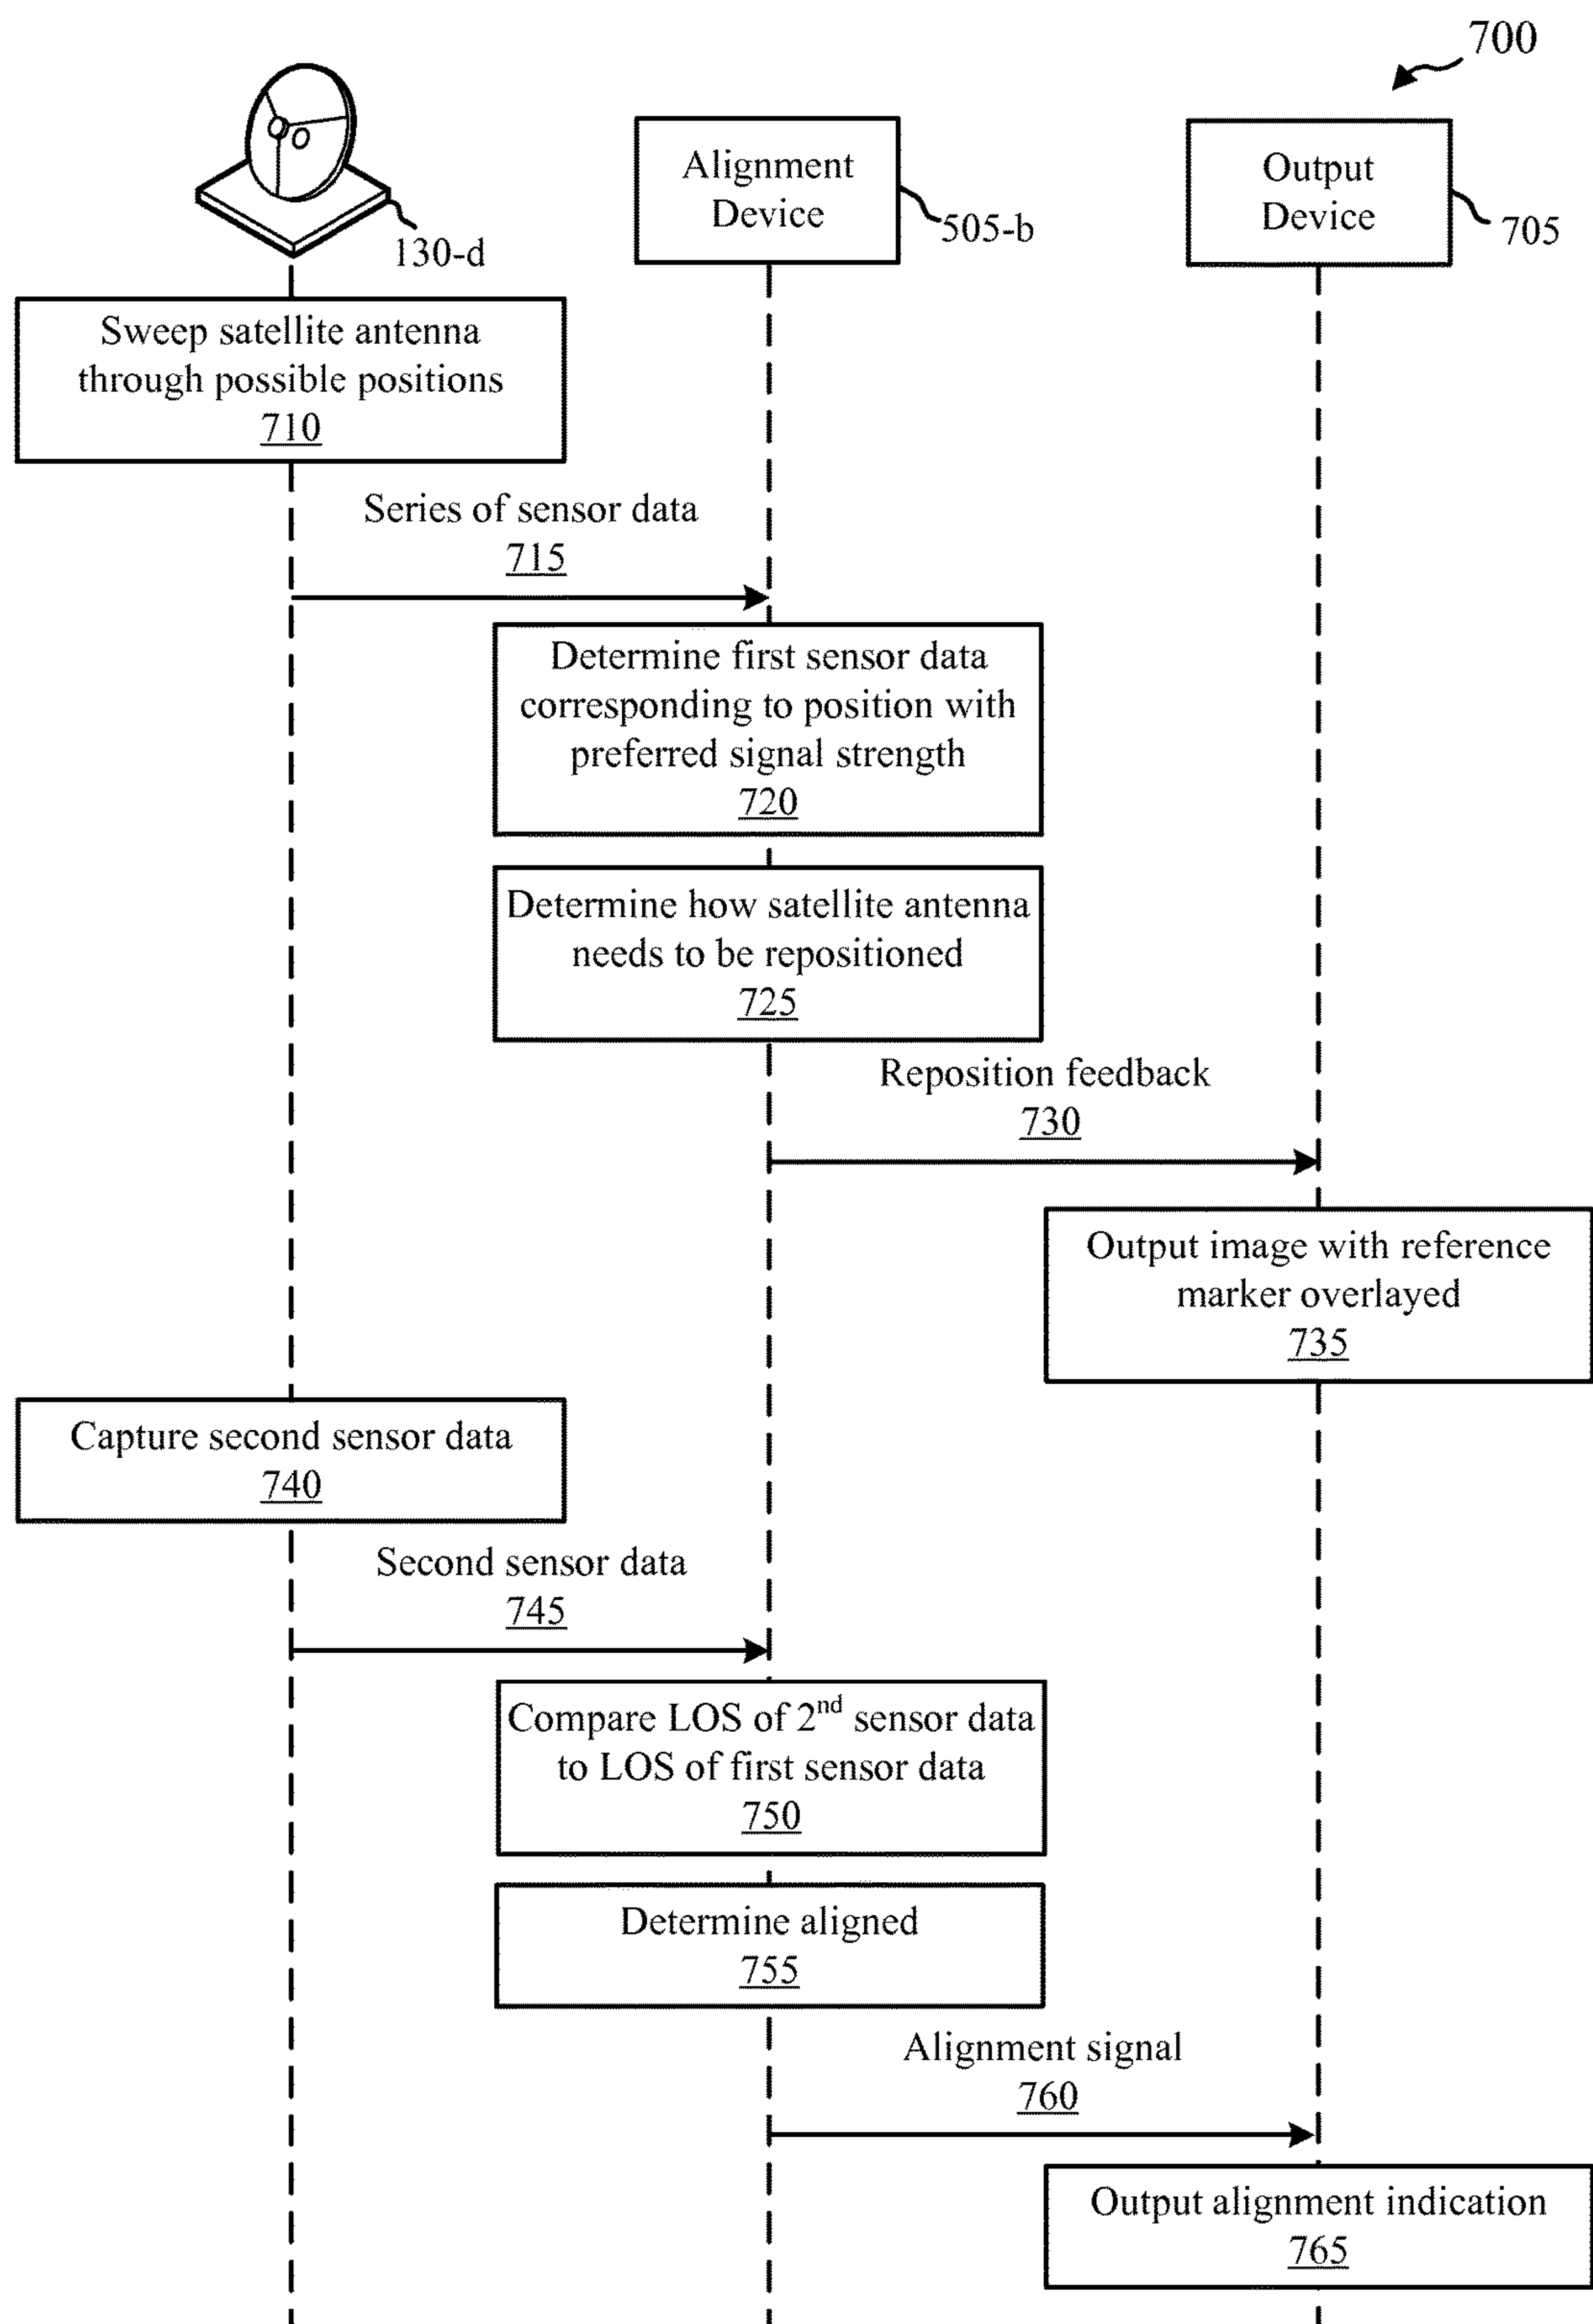 700
Alignment
Device
Output
Device
130-d
505-b
705
Sweep satellite antenna
through possible positions
710
Series of sensor data
715
Determine first sensor data
corresponding to position with
preferred signal strength
720
Determine how satellite antenna
needs to be repositioned
725
Reposition feedback
730
Output image with reference
marker overlayed
735
Capture second sensor data
740
Second sensor data
745
Compare LOS of 2nd sensor data
to LOS of first sensor data
750
Determine aligned
755
Alignment signal
760
Output alignment indication
765